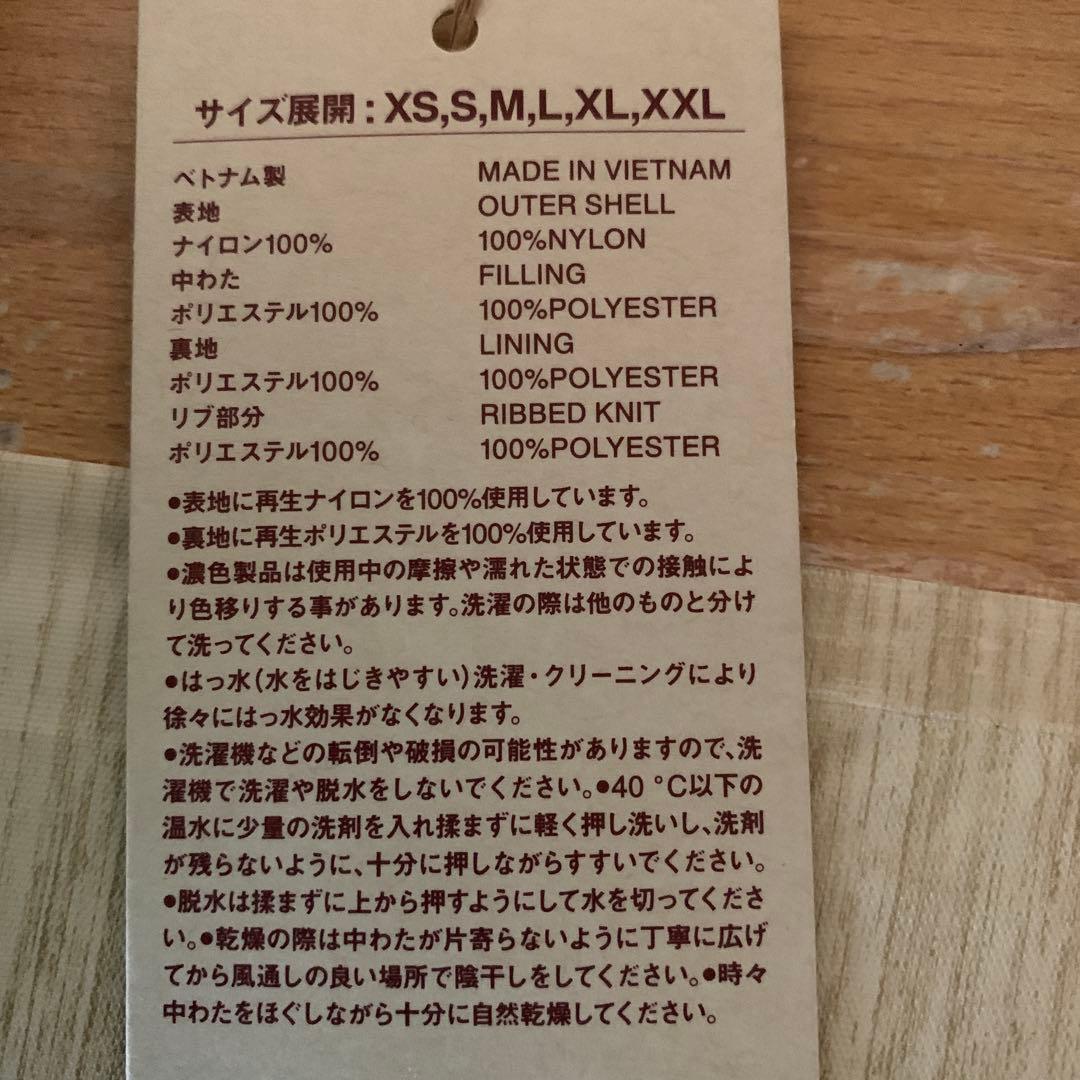 サイズ展開：XS,S,M,L,XL,XXL
ベトナム製 MADE IN VIETNAM
表地 OUTER SHELL
ナイロン100% 100%NYLON
中わた FILLING
ポリエステル100% 100%POLYESTER
裏地 LINING
ポリエステル100% 100%POLYESTER
リブ部分 RIBBED KNIT
ポリエステル100% 100%POLYESTER
●表地に再生ナイロンを100%使用しています。
●裏地に再生ポリエステルを100%使用しています。
●濃色製品は使用中の摩擦や濡れた状態での接触によ
り色移りする事があります。洗濯の際は他のものと分け
て洗ってください。
●はっ水(水をはじきやすい)洗濯・クリーニングにより
徐々にはっ水効果がなくなります。
●洗濯機などの転倒や破損の可能性がありますので、洗
濯機で洗濯や脱水をしないでください。●40 °C以下の
温水に少量の洗剤を入れ揉まずに軽く押し洗いし、洗剤
が残らないように、十分に押しながらすすいでください。
●脱水は揉まずに上から押すようにして水を切ってくださ
い。●乾燥の際は中わたが片寄らないように丁寧に広げ
てから風通しの良い場所で陰干しをしてください。●時々
中わたをほぐしながら十分に自然乾燥してください。